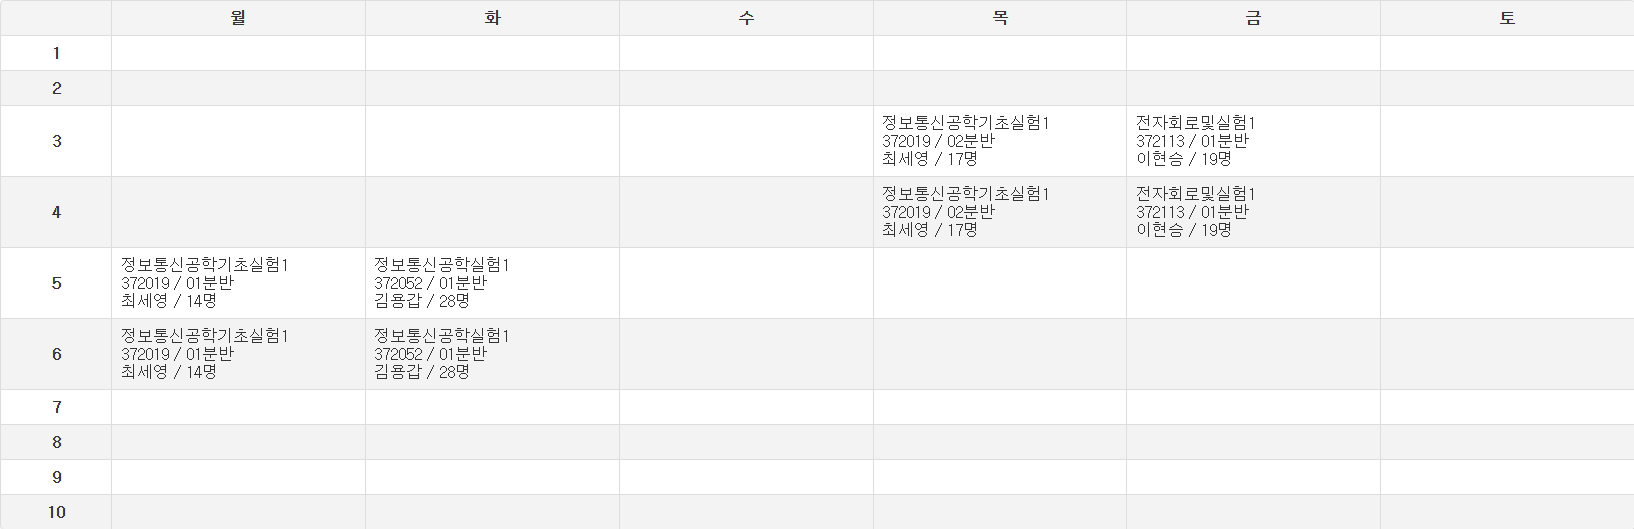 월 화 수 목 금 토
1
2
3
정보통신공학기초실험1
372019 / 02분반
최세영 / 17명
전자회로및실험1
372113 / 01분반
이현승 / 19명
4
정보통신공학기초실험1
372019 / 02분반
최세영 / 17명
전자회로및실험1
372113 / 01분반
이현승 / 19명
5
정보통신공학기초실험1
372019 / 01분반
최세영 / 14명
정보통신공학실험1
372052 / 01분반
김용갑 / 28명
6
정보통신공학기초실험1
372019 / 01분반
최세영 / 14명
정보통신공학실험1
372052 / 01분반
김용갑 / 28명
7
8
9
10